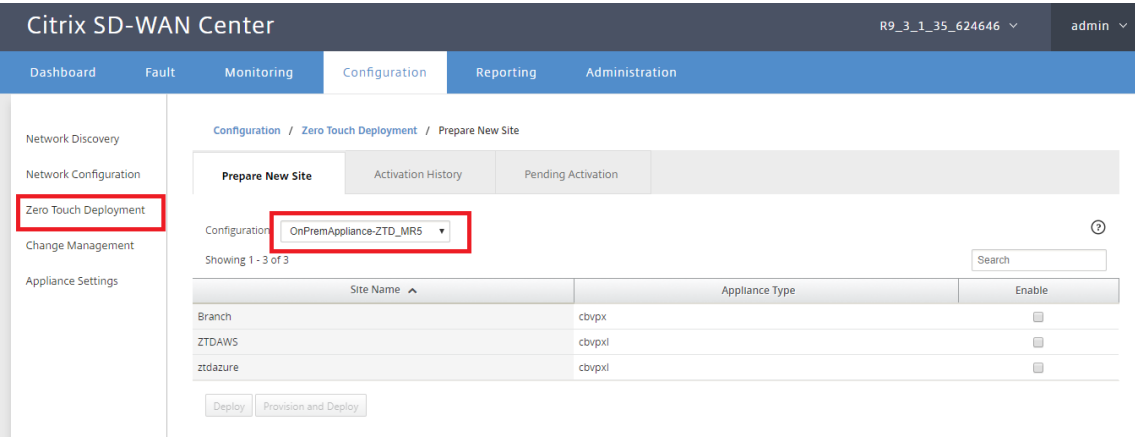 Citrix SD-WAN Center
R9_3_1_35_624646
admin
Dashboard Fault Monitoring Configuration Reporting Administration
Network Discovery
Network Configuration
Zero Touch Deployment
Change Management
Appliance Settings
Configuration / Zero Touch Deployment / Prepare New Site
Prepare New Site Activation History Pending Activation
Configuration OnPremAppliance-ZTD_MR5
?
Showing 1 - 3 of 3
Search
Site Name Appliance Type Enable
Branch cbvpx
ZTDAWS cbvpxl
ztdazure cbvpxl
Deploy Provision and Deploy